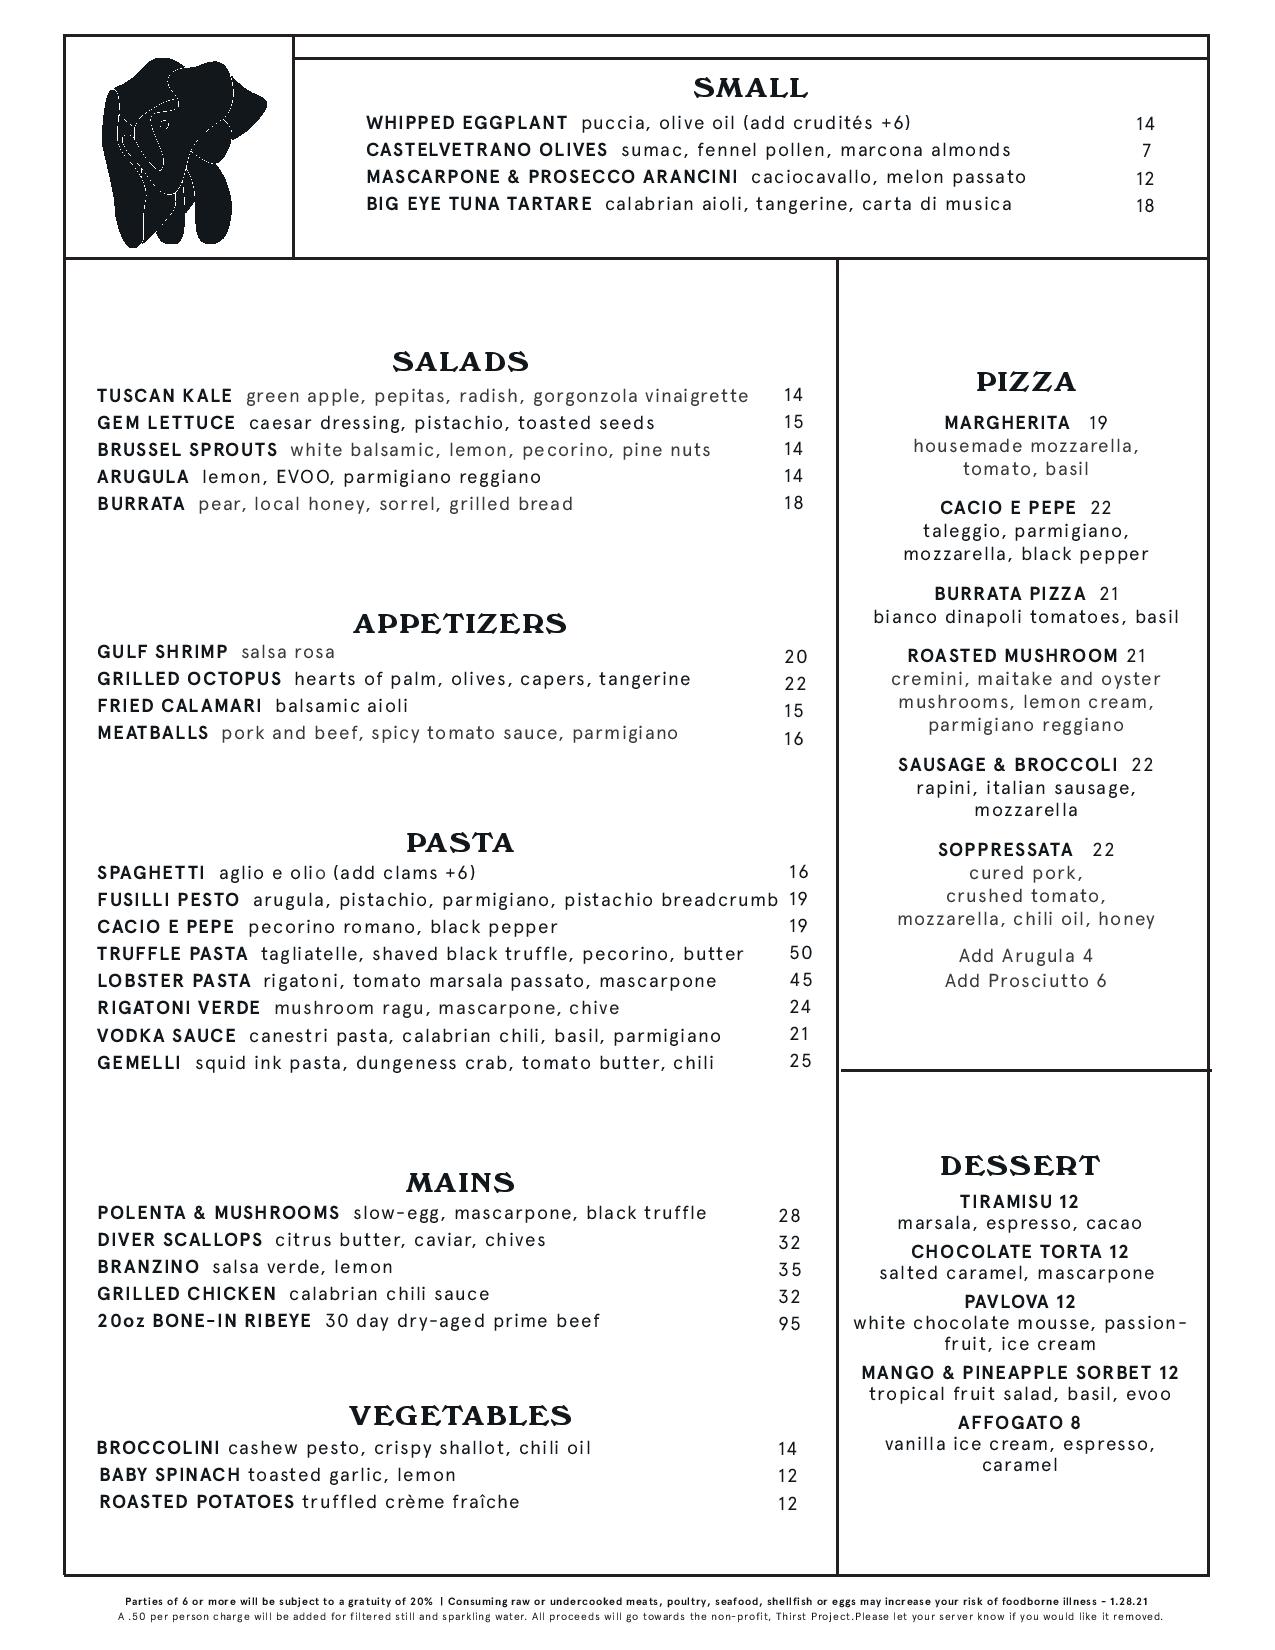 SMALL
WHIPPED EGGPLANT puccia, olive oil (add crudités +6) 14
CASTELVETRANO OLIVES sumac, fennel pollen, marcona almonds 7
MASCARPONE & PROSECCO ARANCINI caciocavallo, melon passato 12
BIG EYE TUNA TARTARE calabrian aioli, tangerine, carta di musica 18
SALADS
TUSCAN KALE green apple, pepitas, radish, gorgonzola vinaigrette 14
GEM LETTUCE caesar dressing, pistachio, toasted seeds 15
BRUSSEL SPROUTS white balsamic, lemon, pecorino, pine nuts 14
ARUGULA lemon, EVOO, parmigiano reggiano 14
BURRATA pear, local honey, sorrel, grilled bread 18
APPETIZERS
GULF SHRIMP salsa rosa 20
GRILLED OCTOPUS hearts of palm, olives, capers, tangerine 22
FRIED CALAMARI balsamic aioli 15
MEATBALLS pork and beef, spicy tomato sauce, parmigiano 16
PASTA
SPAGHETTI aglio e olio (add clams +6) 16
FUSILLI PESTO arugula, pistachio, parmigiano, pistachio breadcrumb 19
CACIO E PEPE pecorino romano, black pepper 19
TRUFFLE PASTA tagliatelle, shaved black truffle, pecorino, butter 50
LOBSTER PASTA rigatoni, tomato marsala passato, mascarpone 45
RIGATONI VERDE mushroom ragu, mascarpone, chive 24
VODKA SAUCE canestri pasta, calabrian chili, basil, parmigiano 21
GEMELLI squid ink pasta, dungeness crab, tomato butter, chili 25
MAINS
POLENTA & MUSHROOMS slow-egg, mascarpone, black truffle 28
DIVER SCALLOPS citrus butter, caviar, chives 32
BRANZINO salsa verde, lemon 35
GRILLED CHICKEN calabrian chili sauce 32
20oz BONE-IN RIBEYE 30 day dry-aged prime beef 95
VEGETABLES
BROCCOLINI cashew pesto, crispy shallot, chili oil 14
BABY SPINACH toasted garlic, lemon 12
ROASTED POTATOES truffled crème fraîche 12
PIZZA
MARGHERITA 19
housemade mozzarella,
tomato, basil
CACIO E PEPE 22
taleggio, parmigiano,
mozzarella, black pepper
BURRATA PIZZA 21
bianco dinapoli tomatoes, basil
ROASTED MUSHROOM 21
cremini, maitake and oyster
mushrooms, lemon cream,
parmigiano reggiano
SAUSAGE & BROCCOLI 22
rapini, italian sausage,
mozzarella
SOPPRESSATA 22
cured pork,
crushed tomato,
mozzarella, chili oil, honey
Add Arugula 4
Add Prosciutto 6
DESSERT
TIRAMISU 12
marsala, espresso, cacao
CHOCOLATE TORTA 12
salted caramel, mascarpone
PAVLOVA 12
white chocolate mousse, passion-
fruit, ice cream
MANGO & PINEAPPLE SORBET 12
tropical fruit salad, basil, evoo
AFFOGATO 8
vanilla ice cream, espresso,
caramel
Parties of 6 or more will be subject to a gratuity of 20% | Consuming raw or undercooked meats, poultry, seafood, shellfish or eggs may increase your risk of foodborne illness - 1.28.21
A .50 per person charge will be added for filtered still and sparkling water. All proceeds will go towards the non-profit, Thirst Project.Please let your server know if you would like it removed.